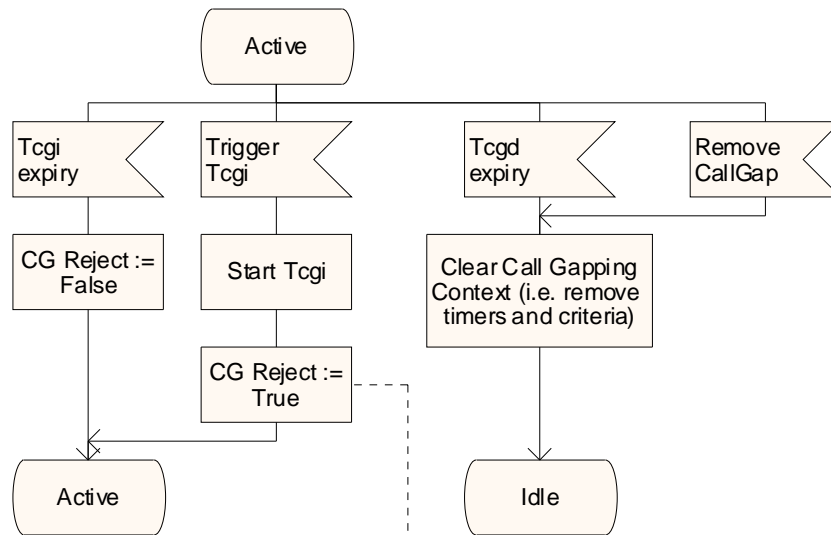 Active
Tcgi
expiry
Trigger
Tcgi
Tcgd
expiry
Remove
CallGap
CG Reject :=
False
Start Tcgi
Clear Call Gapping
Context (i.e. remove
timers and criteria)
CG Reject :=
True
Active
Idle